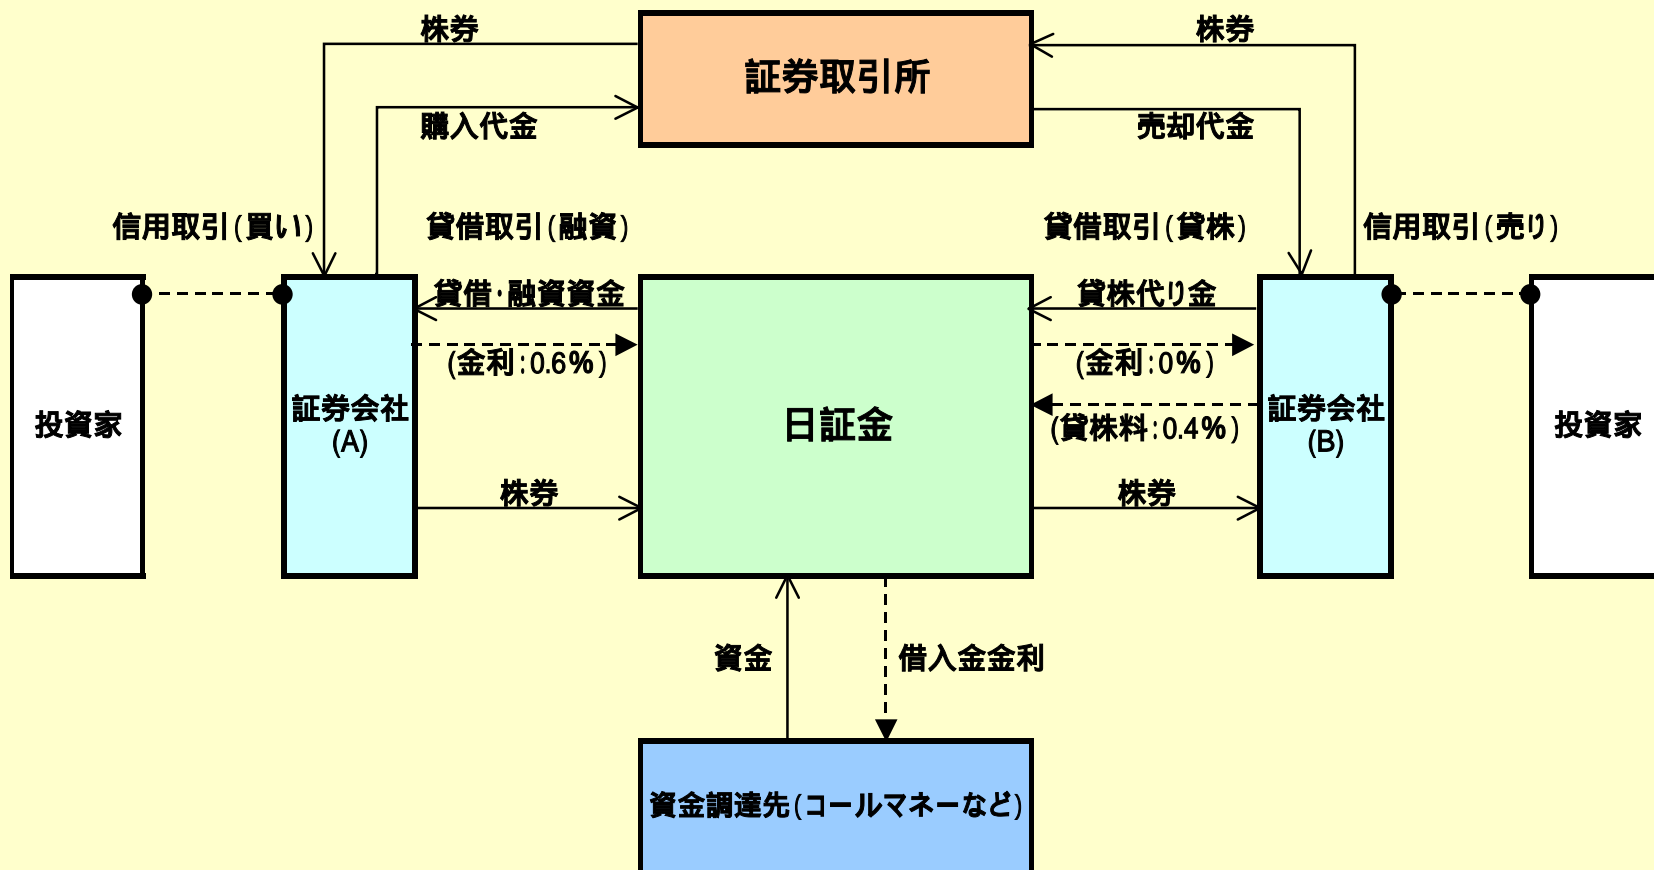 株券
株券
証券取引所
購入代金
売却代金
信用取引(買い)
貸借取引(融資)
貸借取引(貸株)
信用取引(売り)
貸借・融資資金
貸株代り金
(金利:0.6%)
(金利:0%)
投資家
証券会社
(A)
日証金
(貸株料:0.4%)
証券会社
(B)
投資家
株券
株券
資金
借入金金利
資金調達先(コールマネーなど)